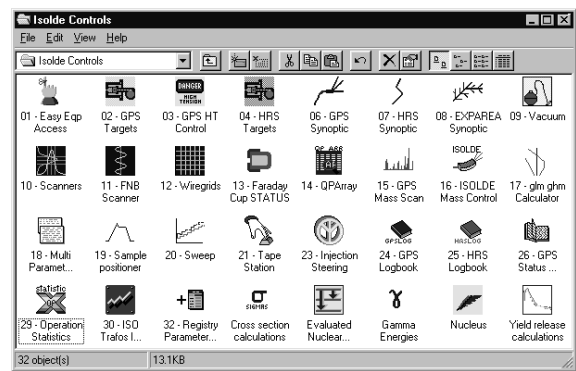 Isolde Controls
File Edit View Help
Isolde Controls
DANGER
HIGH
TENSION
01 - Easy Eqp
Access
02 - GPS
Targets
03 - GPS HT
Control
04 - HRS
Targets
06 - GPS
Synoptic
07 - HRS
Synoptic
08 - EXPAREA
Synoptic
09 - Vacuum
QP ARR
ISOLDE
10 - Scanners
11 - FNB
Scanner
12 - Wiregrids
13 - Faraday
Cup STATUS
14 - QPArray
15 - GPS
Mass Scan
16 - ISOLDE
Mass Control
17 - glm ghm
Calculator
GPSLOG
HRSLOG
18 - Multi
Paramet...
19 - Sample
positioner
20 - Sweep
21 - Tape
Station
23 - Injection
Steering
24 - GPS
Logbook
25 - HRS
Logbook
26 - GPS
Status ...
statistic
OP
SIGMAS
29 - Operation
Statistics
30 - ISO
Trafos I...
32 - Registry
Parameter...
Cross section
calculations
Evaluated
Nuclear...
Gamma
Energies
Nucleus
Yield release
calculations
32 object(s)
13.1KB